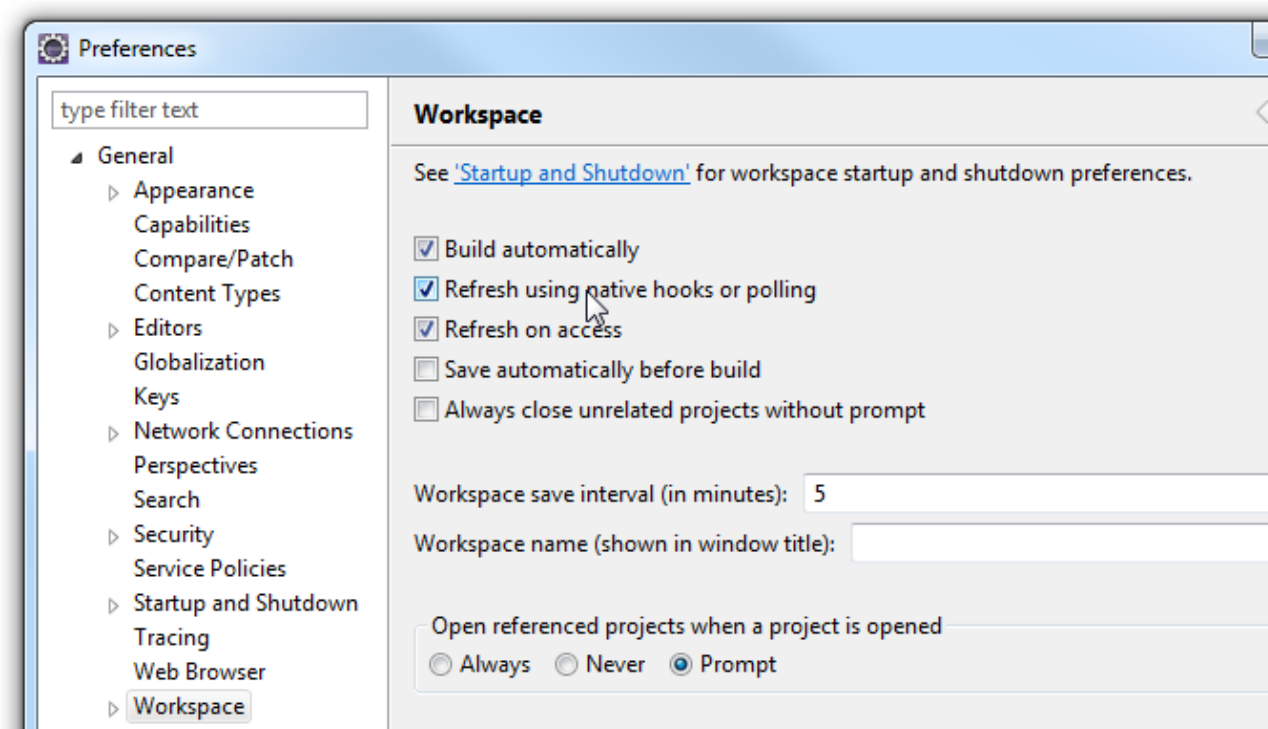 Preferences
type filter text
General
Appearance
Capabilities
Compare/Patch
Content Types
Editors
Globalization
Keys
Network Connections
Perspectives
Search
Security
Service Policies
Startup and Shutdown
Tracing
Web Browser
Workspace
Workspace
See 'Startup and Shutdown' for workspace startup and shutdown preferences.
Build automatically
Refresh using native hooks or polling
Refresh on access
Save automatically before build
Always close unrelated projects without prompt
Workspace save interval (in minutes): 5
Workspace name (shown in window title):
Open referenced projects when a project is opened
Always Never Prompt